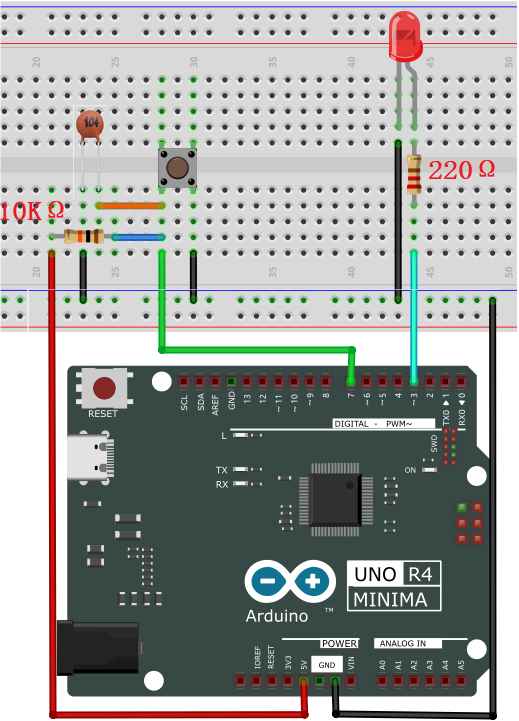 20 25 30 35 40 45 50
104
220 Ω
10K Ω
20 25 35 40 45 50
RESET
SCL SDA AREF GND 13 12 ~11 ~10 ~9 8 7 ~6 ~5 4 ~3 2 TX0▶1 RX0◀0
DIGITAL - PWM~
L
TX
RX
SWD
ON
UNO R4
MINIMA
Arduino ™
POWER ANALOG IN
IOREF RESET 3V3 5V GND VIN A0 A1 A2 A3 A4 A5